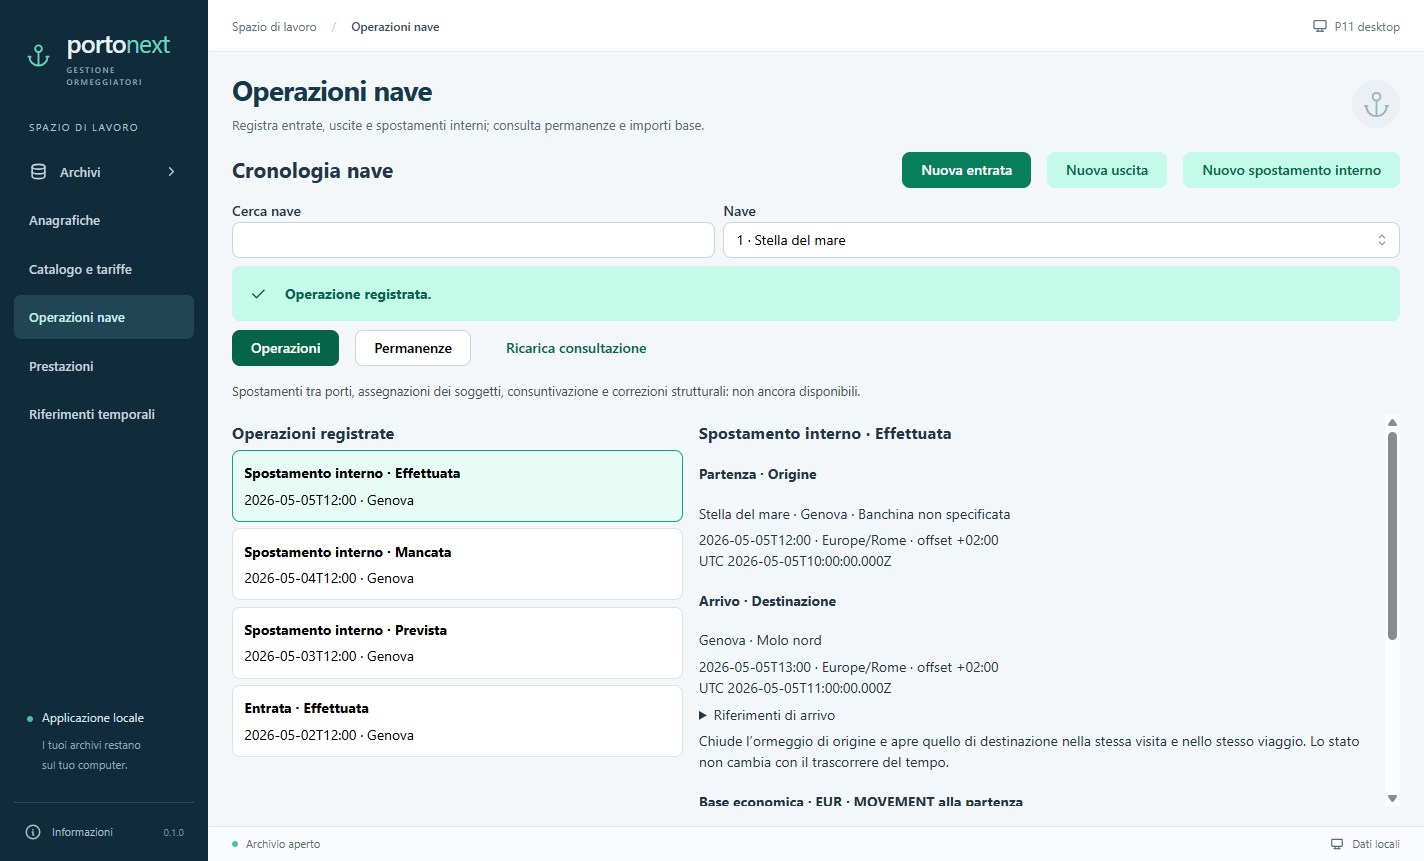 portonext
GESTIONE
ORMEGGIATORI
SPAZIO DI LAVORO
Archivi
Anagrafiche
Catalogo e tariffe
Operazioni nave
Prestazioni
Riferimenti temporali
Applicazione locale
I tuoi archivi restano
sul tuo computer.
Informazioni 0.1.0
Spazio di lavoro / Operazioni nave
P11 desktop
Operazioni nave
Registra entrate, uscite e spostamenti interni; consulta permanenze e importi base.
Cronologia nave
Nuova entrata
Nuova uscita
Nuovo spostamento interno
Cerca nave
Nave
1 · Stella del mare
Operazione registrata.
Operazioni
Permanenze
Ricarica consultazione
Spostamenti tra porti, assegnazioni dei soggetti, consuntivazione e correzioni strutturali: non ancora disponibili.
Operazioni registrate
Spostamento interno · Effettuata
2026-05-05T12:00 · Genova
Spostamento interno · Mancata
2026-05-04T12:00 · Genova
Spostamento interno · Prevista
2026-05-03T12:00 · Genova
Entrata · Effettuata
2026-05-02T12:00 · Genova
Spostamento interno · Effettuata
Partenza · Origine
Stella del mare · Genova · Banchina non specificata
2026-05-05T12:00 · Europe/Rome · offset +02:00
UTC 2026-05-05T10:00:00.000Z
Arrivo · Destinazione
Genova · Molo nord
2026-05-05T13:00 · Europe/Rome · offset +02:00
UTC 2026-05-05T11:00:00.000Z
Riferimenti di arrivo
Chiude l’ormeggio di origine e apre quello di destinazione nella stessa visita e nello stesso viaggio. Lo stato
non cambia con il trascorrere del tempo.
Base economica · EUR · MOVEMENT alla partenza
Archivio aperto
Dati locali